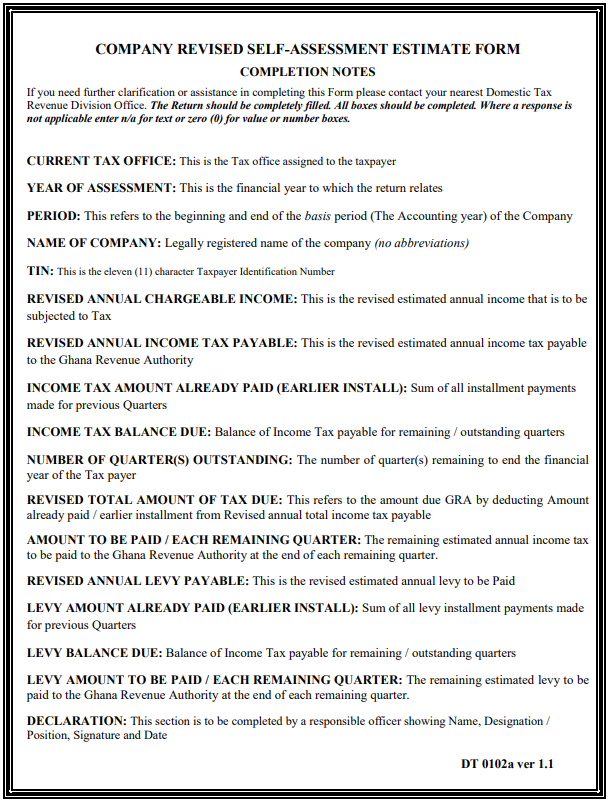 COMPANY REVISED SELF-ASSESSMENT ESTIMATE FORM
COMPLETION NOTES
If you need further clarification or assistance in completing this Form please contact your nearest Domestic Tax
Revenue Division Office. The Return should be completely filled. All boxes should be completed. Where a response is
not applicable enter n/a for text or zero (0) for value or number boxes.
CURRENT TAX OFFICE: This is the Tax office assigned to the taxpayer
YEAR OF ASSESSMENT: This is the financial year to which the return relates
PERIOD: This refers to the beginning and end of the basis period (The Accounting year) of the Company
NAME OF COMPANY: Legally registered name of the company (no abbreviations)
TIN: This is the eleven (11) character Taxpayer Identification Number
REVISED ANNUAL CHARGEABLE INCOME: This is the revised estimated annual income that is to be
subjected to Tax
REVISED ANNUAL INCOME TAX PAYABLE: This is the revised estimated annual income tax payable
to the Ghana Revenue Authority
INCOME TAX AMOUNT ALREADY PAID (EARLIER INSTALL): Sum of all installment payments
made for previous Quarters
INCOME TAX BALANCE DUE: Balance of Income Tax payable for remaining / outstanding quarters
NUMBER OF QUARTER(S) OUTSTANDING: The number of quarter(s) remaining to end the financial
year of the Tax payer
REVISED TOTAL AMOUNT OF TAX DUE: This refers to the amount due GRA by deducting Amount
already paid / earlier installment from Revised annual total income tax payable
AMOUNT TO BE PAID / EACH REMAINING QUARTER: The remaining estimated annual income tax
to be paid to the Ghana Revenue Authority at the end of each remaining quarter.
REVISED ANNUAL LEVY PAYABLE: This is the revised estimated annual levy to be Paid
LEVY AMOUNT ALREADY PAID (EARLIER INSTALL): Sum of all levy installment payments made
for previous Quarters
LEVY BALANCE DUE: Balance of Income Tax payable for remaining / outstanding quarters
LEVY AMOUNT TO BE PAID / EACH REMAINING QUARTER: The remaining estimated levy to be
paid to the Ghana Revenue Authority at the end of each remaining quarter.
DECLARATION: This section is to be completed by a responsible officer showing Name, Designation /
Position, Signature and Date
DT 0102a ver 1.1